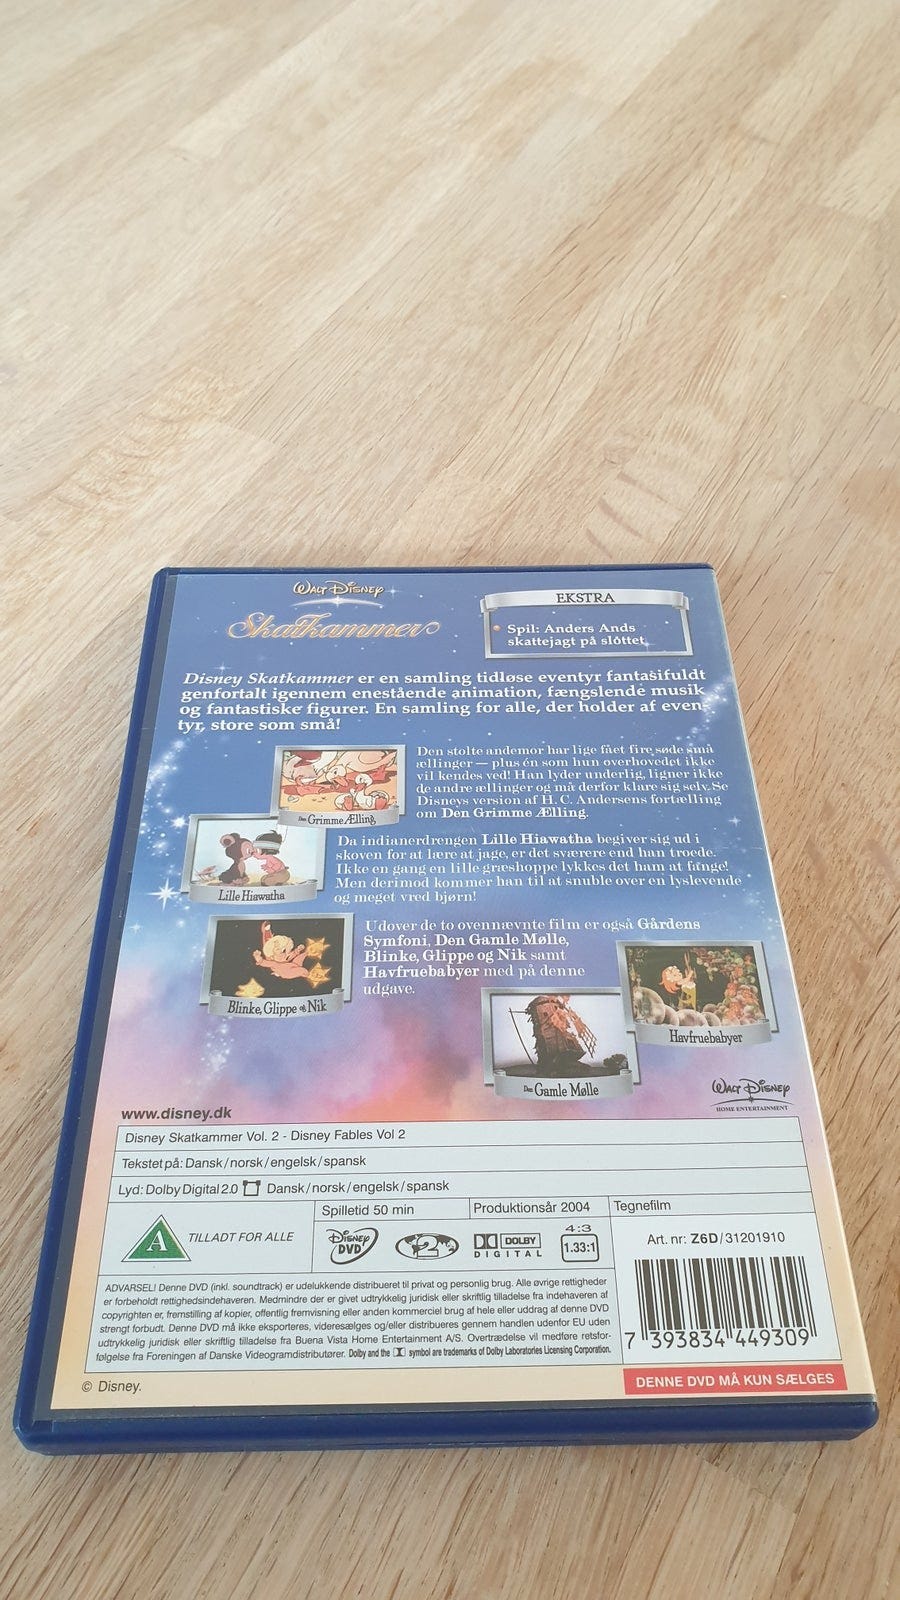 WALT DISNEY
Skatkammer
EKSTRA
Spil: Anders Ands
skattejagt på slottet
Disney Skatkammer er en samling tidløse eventyr fantasifuldt
genfortalt igennem enestående animation, fængslende musik
og fantastiske figurer. En samling for alle, der holder af even-
tyr, store som små!
Den stolte andemor har lige fået fire søde små
ællinger — plus én som hun overhovedet ikke
vil kendes ved! Han lyder underlig, ligner ikke
de andre ællinger og må derfor klare sig selv. Se
Disneys version af H. C. Andersens fortælling
om Den Grimme Ælling.
Den Grimme Ælling
Da indianerdrengen Lille Hiawatha begiver sig ud i
skoven for at lære at jage, er det sværere end han troede.
Ikke en gang en lille græshoppe lykkes det ham at fange!
Men derimod kommer han til at snuble over en lyslevende
og meget vred bjørn!
Lille Hiawatha
Udover de to ovennævnte film er også Gårdens
Symfoni, Den Gamle Mølle,
Blinke, Glippe og Nik samt
Havfruebabyer med på denne
udgave.
Blinke, Glippe og Nik
Havfruebabyer
Den Gamle Mølle
WALT DISNEY
HOME ENTERTAINMENT
www.disney.dk
Disney Skatkammer Vol. 2 - Disney Fables Vol 2
Tekstet på: Dansk/norsk/engelsk/spansk
Lyd: Dolby Digital 2.0 Dansk/norsk/engelsk/spansk
A TILLADT FOR ALLE
Spilletid 50 min
Produktionsår 2004
Tegnefilm
DISNEY DVD
2
DOLBY DIGITAL
4:3
1.33:1
Art. nr: Z6D/31201910
7 393834 449309
ADVARSEL! Denne DVD (inkl. soundtrack) er udelukkende distribueret til privat og personlig brug. Alle øvrige rettigheder
er forbeholdt rettighedsindehaveren. Medmindre der er givet udtrykkelig juridisk eller skriftlig tilladelse fra indehaveren af
copyrighten er, fremstilling af kopier, offentlig fremvisning eller anden kommerciel brug af hele eller uddrag af denne DVD
strengt forbudt. Denne DVD må ikke eksporteres, videresælges og/eller distribueres gennem handlen udenfor EU uden
udtrykkelig juridisk eller skriftlig tilladelse fra Buena Vista Home Entertainment A/S. Overtrædelse vil medføre retsfor-
følgelse fra Foreningen af Danske Videogramdistributører. Dolby and the symbol are trademarks of Dolby Laboratories Licensing Corporation.
© Disney.
DENNE DVD MÅ KUN SÆLGES